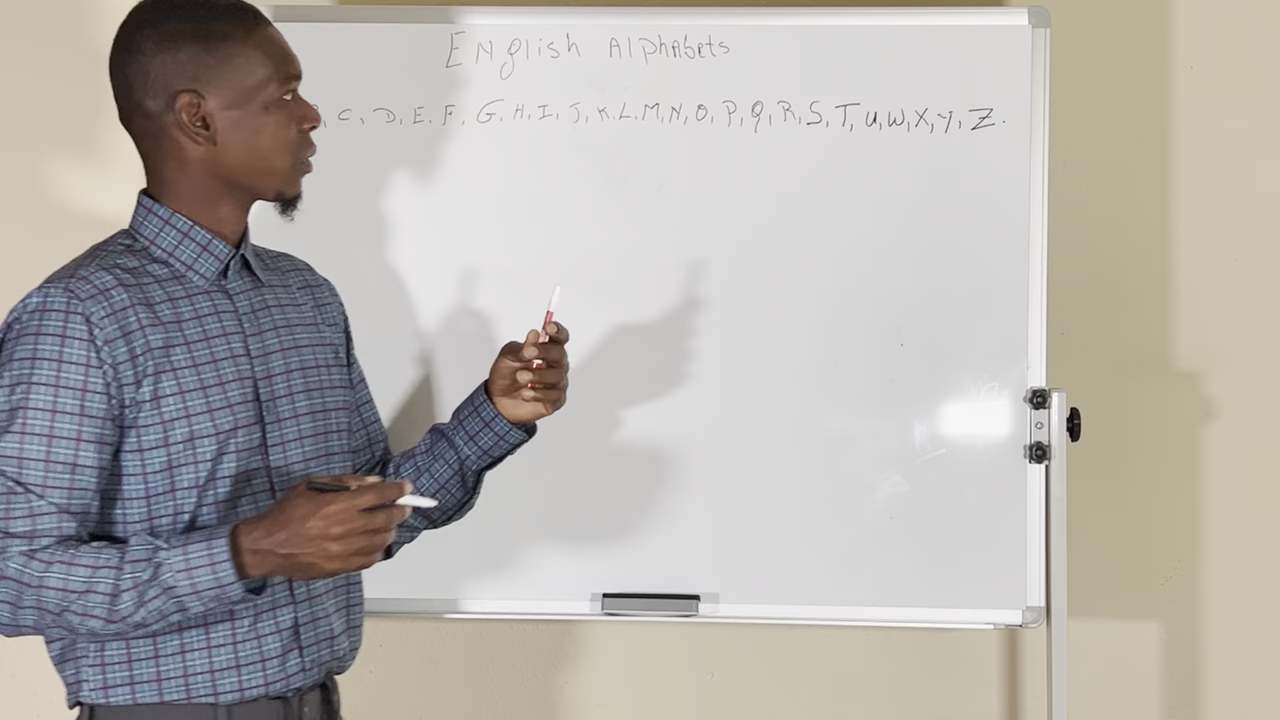 English Alphabets
C, D, E. F, G, H, I, J, K, L, M, N, O, P, Q, R, S, T, U, W, X, Y, Z.